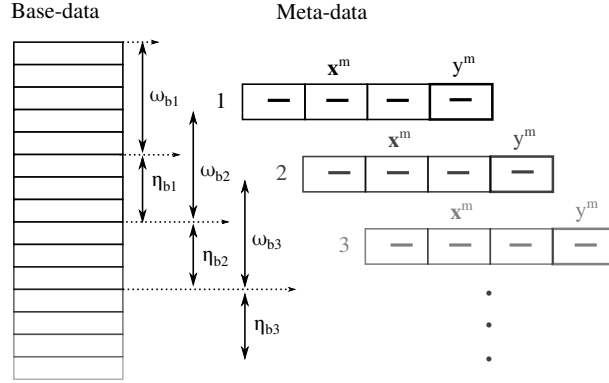 Base-data Meta-data
x^m y^m
ω_b1 1
x^m y^m
η_b1 ω_b2 2
x^m y^m
ω_b3 3
η_b2
η_b3